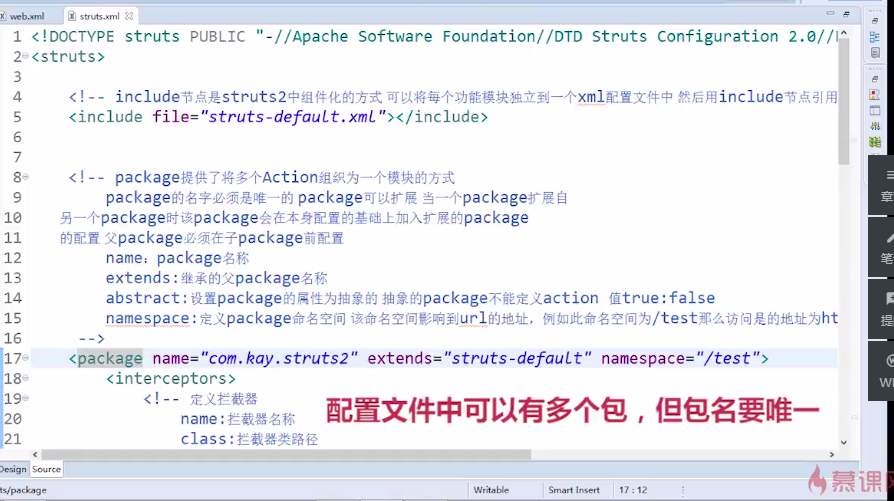 web.xml struts.xml
1 <!DOCTYPE struts PUBLIC "-//Apache Software Foundation//DTD Struts Configuration 2.0//
2 <struts>
3
4 <!-- include节点是struts2中组件化的方式 可以将每个功能模块独立到一个xml配置文件中 然后用include节点引用
5 <include file="struts-default.xml"></include>
6
7
8 <!-- package提供了将多个Action组织为一个模块的方式
9 package的名字必须是唯一的 package可以扩展 当一个package扩展自
10 另一个package时该package会在本身配置的基础上加入扩展的package
11 的配置 父package必须在子package前配置
12 name：package名称
13 extends:继承的父package名称
14 abstract:设置package的属性为抽象的 抽象的package不能定义action 值true:false
15 namespace:定义package命名空间 该命名空间影响到url的地址，例如此命名空间为/test那么访问是的地址为ht
16 -->
17 <package name="com.kay.struts2" extends="struts-default" namespace="/test">
18 <interceptors>
19 <!-- 定义拦截器
20 name:拦截器名称
21 class:拦截器类路径
配置文件中可以有多个包，但包名要唯一
Design Source
ts/package Writable Smart Insert 17 : 12
章
笔
提
慕课